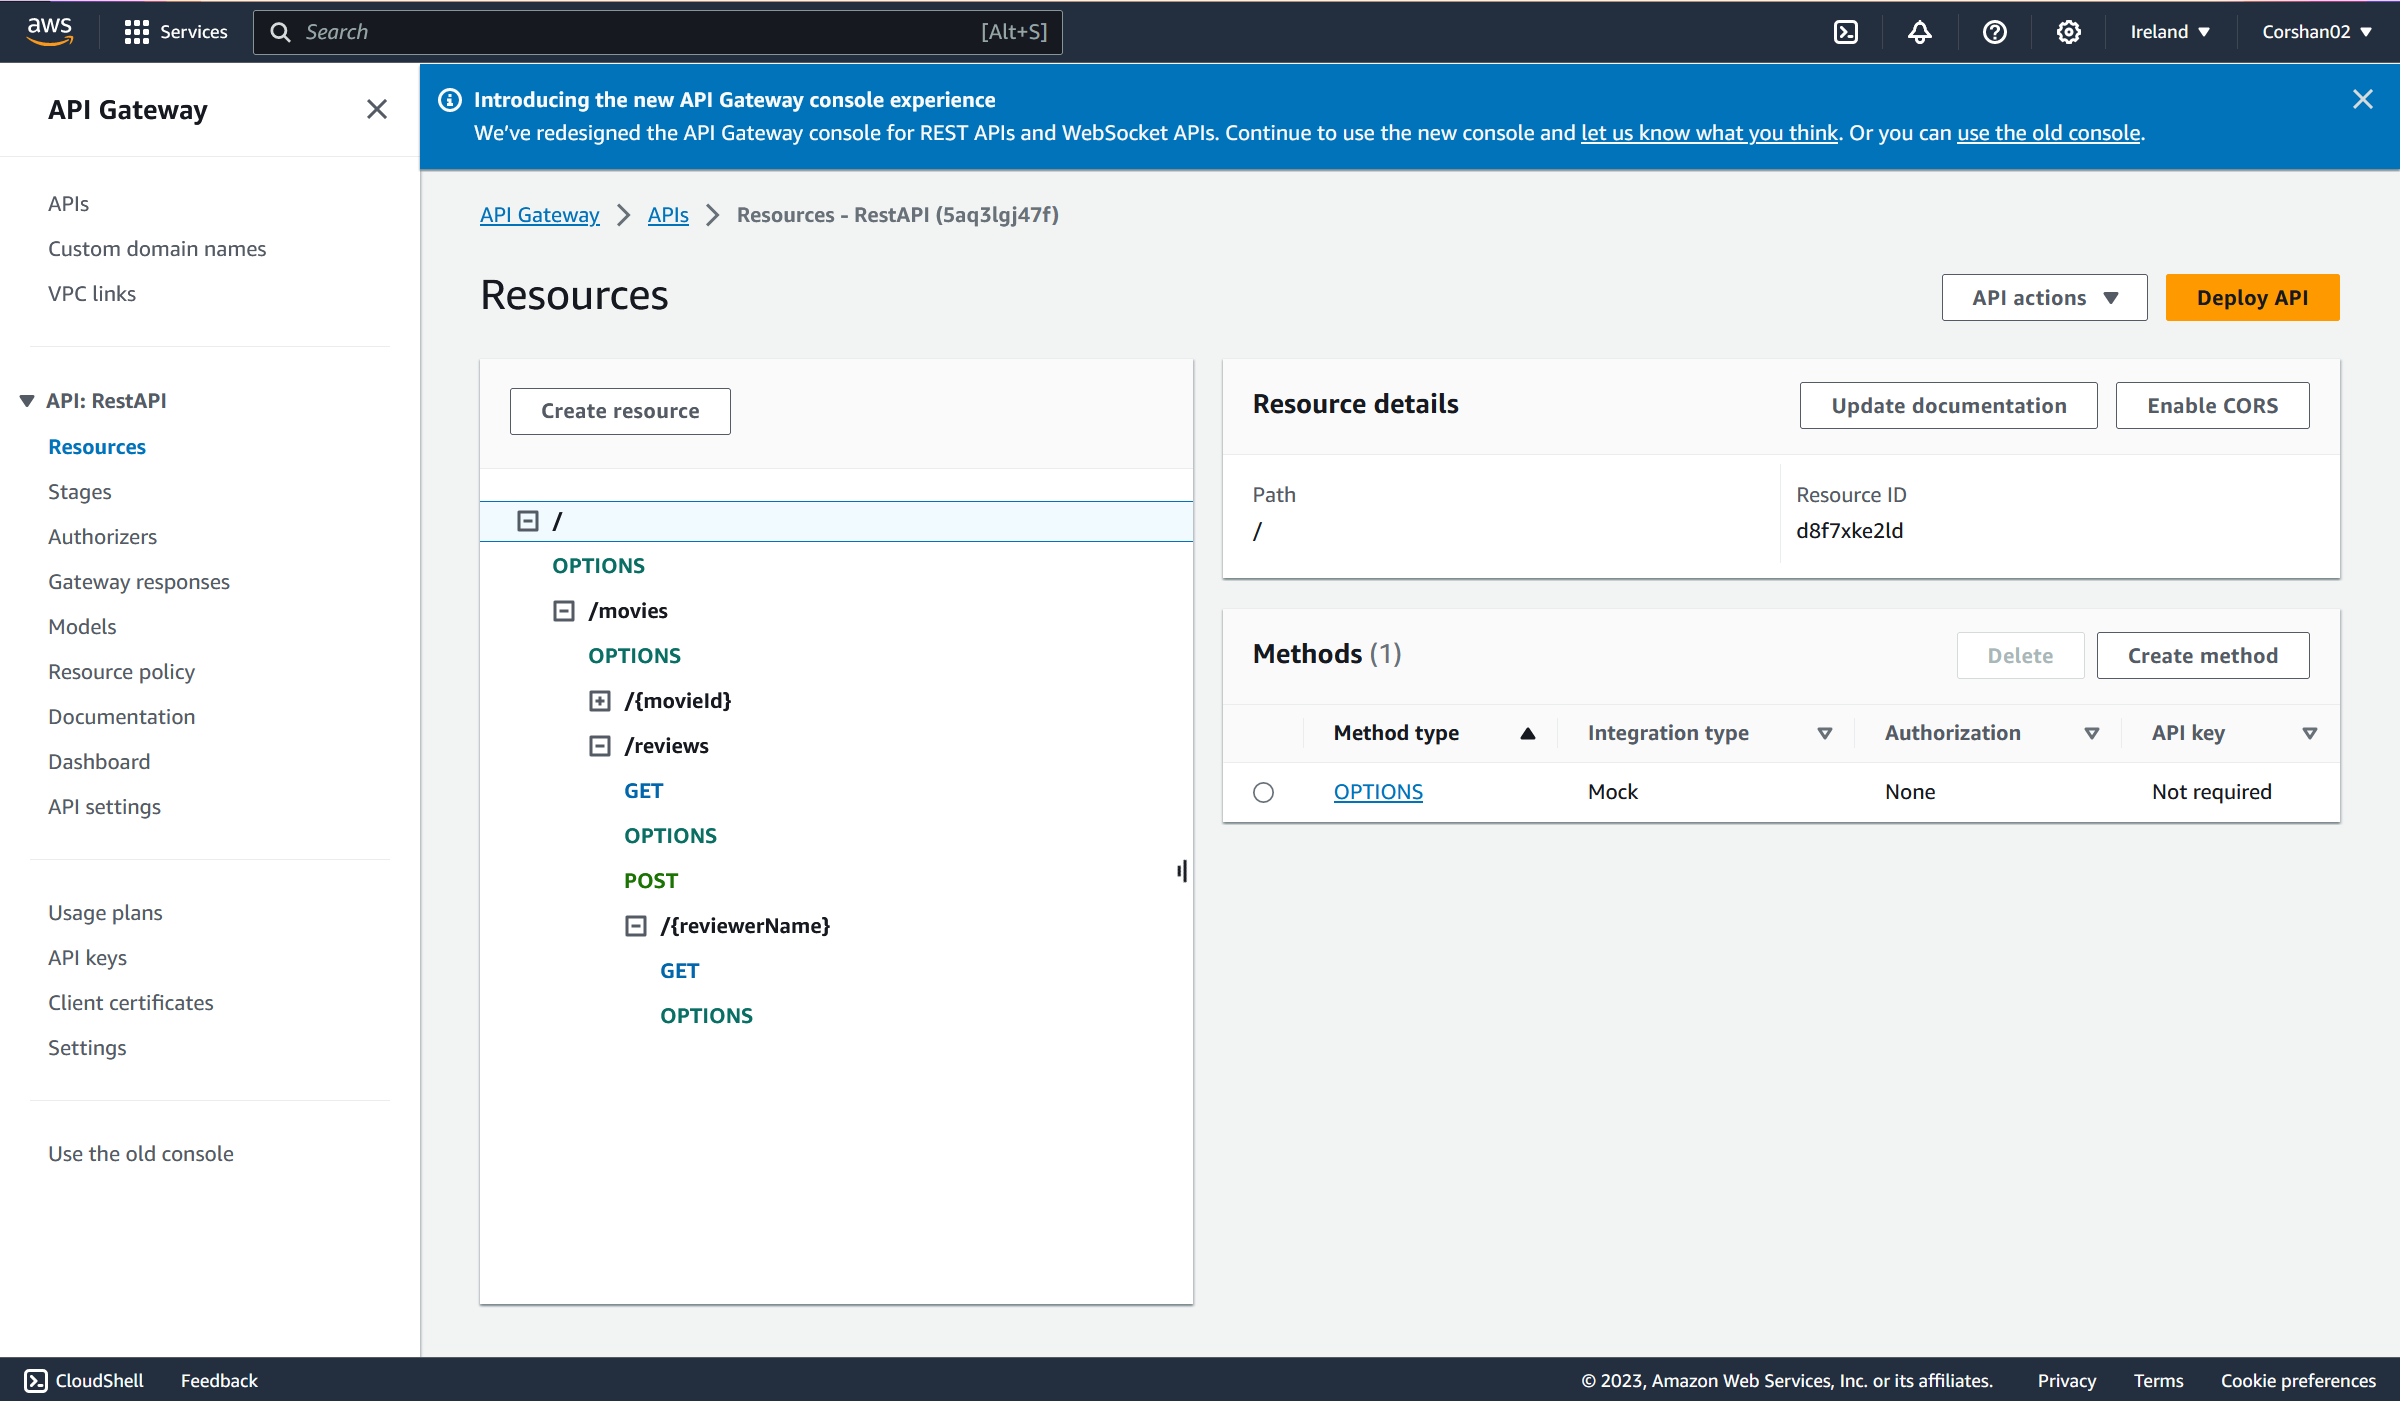 aws
Services
Search
[Alt+S]
Ireland
Corshan02
API Gateway
APIs
Custom domain names
VPC links
API: RestAPI
Resources
Stages
Authorizers
Gateway responses
Models
Resource policy
Documentation
Dashboard
API settings
Usage plans
API keys
Client certificates
Settings
Use the old console
Introducing the new API Gateway console experience
We've redesigned the API Gateway console for REST APIs and WebSocket APIs. Continue to use the new console and let us know what you think. Or you can use the old console.
API Gateway
APIs
Resources - RestAPI (5aq3lgj47f)
Resources
API actions
Deploy API
Create resource
/
OPTIONS
/movies
OPTIONS
/{movieId}
/reviews
GET
OPTIONS
POST
/{reviewerName}
GET
OPTIONS
Resource details
Update documentation
Enable CORS
Path
/
Resource ID
d8f7xke2ld
Methods (1)
Delete
Create method
Method type
Integration type
Authorization
API key
OPTIONS
Mock
None
Not required
CloudShell
Feedback
© 2023, Amazon Web Services, Inc. or its affiliates.
Privacy
Terms
Cookie preferences